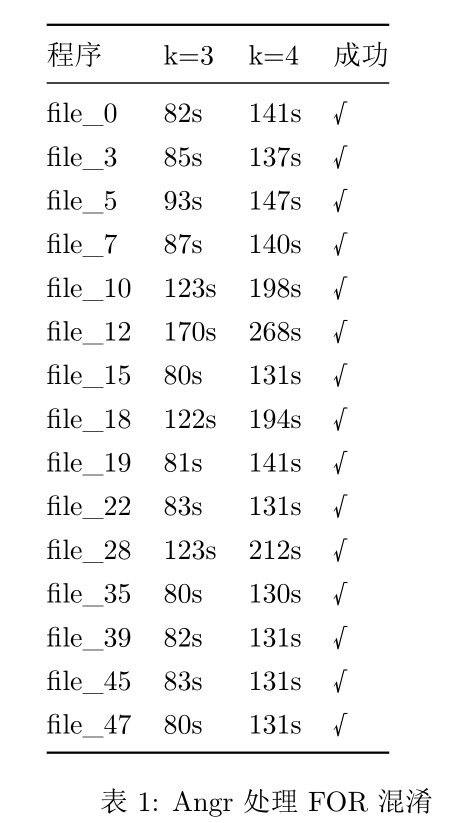 程序 k=3 k=4 成功
file_0 82s 141s √
file_3 85s 137s √
file_5 93s 147s √
file_7 87s 140s √
file_10 123s 198s √
file_12 170s 268s √
file_15 80s 131s √
file_18 122s 194s √
file_19 81s 141s √
file_22 83s 131s √
file_28 123s 212s √
file_35 80s 130s √
file_39 82s 131s √
file_45 83s 131s √
file_47 80s 131s √
表 1: Angr 处理 FOR 混淆